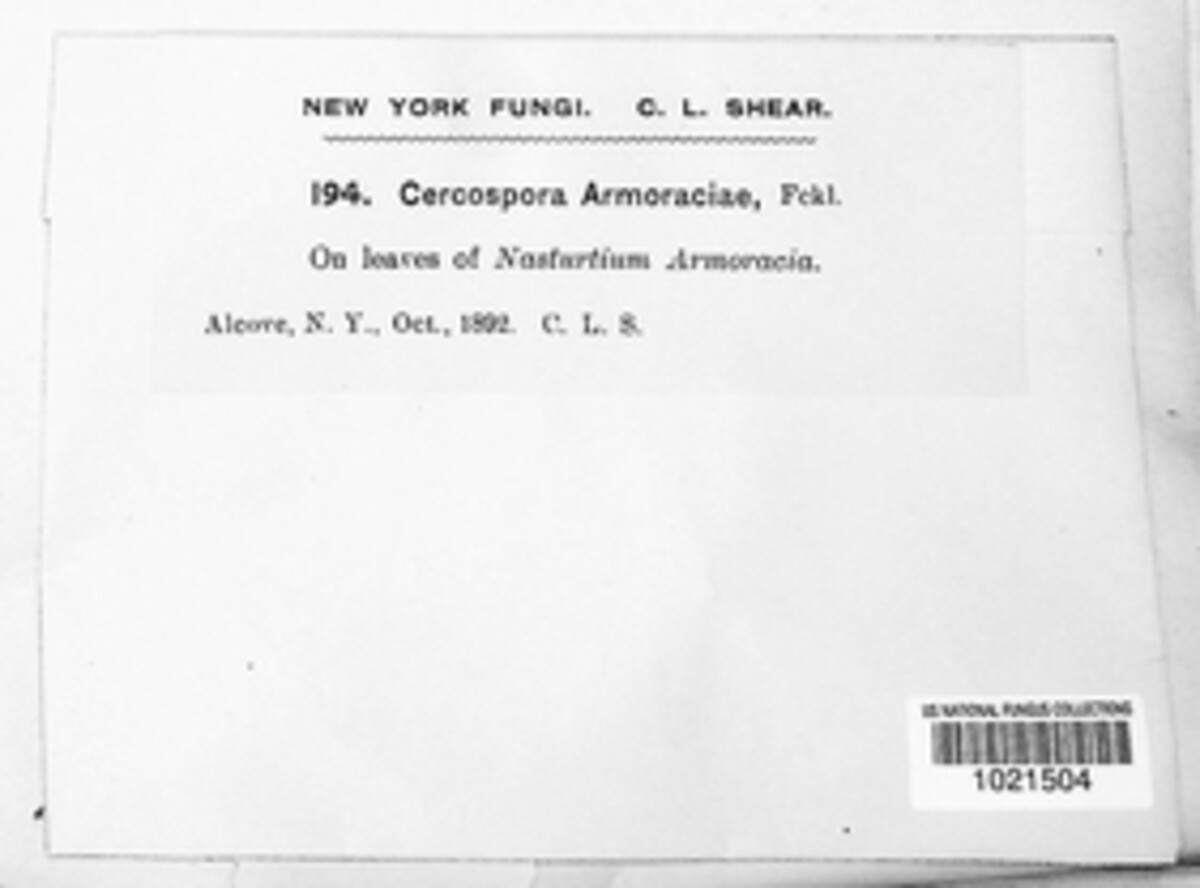 NEW YORK FUNGI. C. L. SHEAR.
194. Cercospora Armoraciae, Fckl.
On leaves of Nasturtium Armoracia.
Alcove, N. Y., Oct., 1892. C. L. S.
US NATIONAL FUNGUS COLLECTIONS
1021504